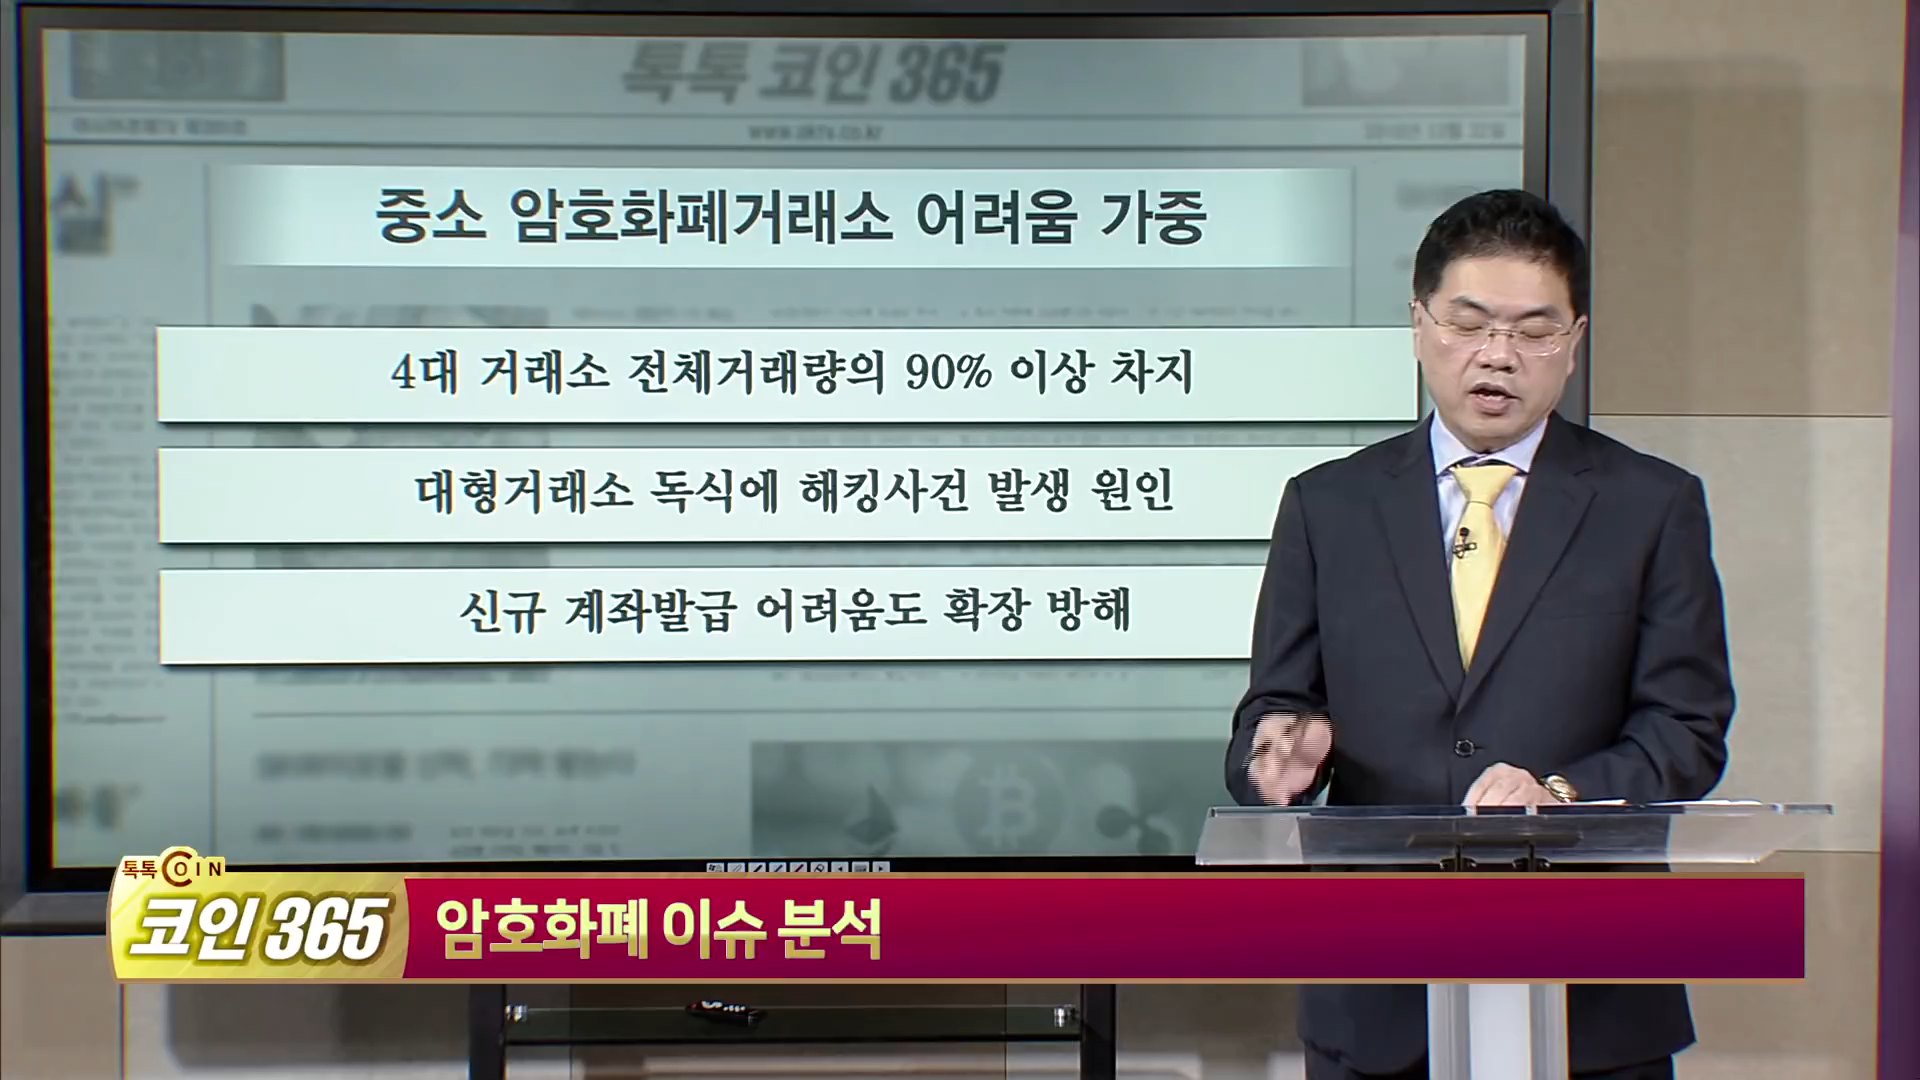 톡톡 코인 365
중소 암호화폐거래소 어려움 가중
4대 거래소 전체거래량의 90% 이상 차지
대형거래소 독식에 해킹사건 발생 원인
신규 계좌발급 어려움도 확장 방해
톡톡 COIN
코인 365
암호화폐 이슈 분석